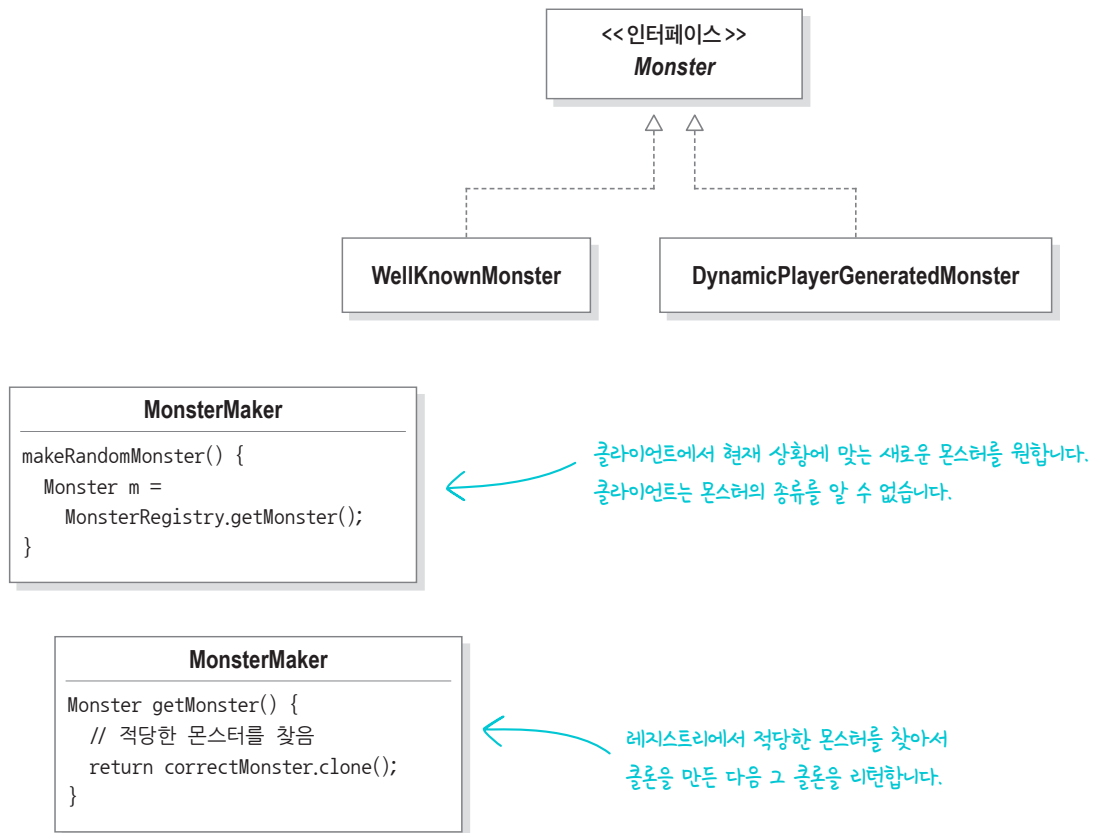 <<인터페이스>>
Monster
WellKnownMonster
DynamicPlayerGeneratedMonster
MonsterMaker
makeRandomMonster() {
Monster m =
MonsterRegistry.getMonster();
}
클라이언트에서 현재 상황에 맞는 새로운 몬스터를 원합니다.
클라이언트는 몬스터의 종류를 알 수 없습니다.
MonsterMaker
Monster getMonster() {
// 적당한 몬스터를 찾음
return correctMonster.clone();
}
레지스트리에서 적당한 몬스터를 찾아서
클론을 만든 다음 그 클론을 리턴합니다.